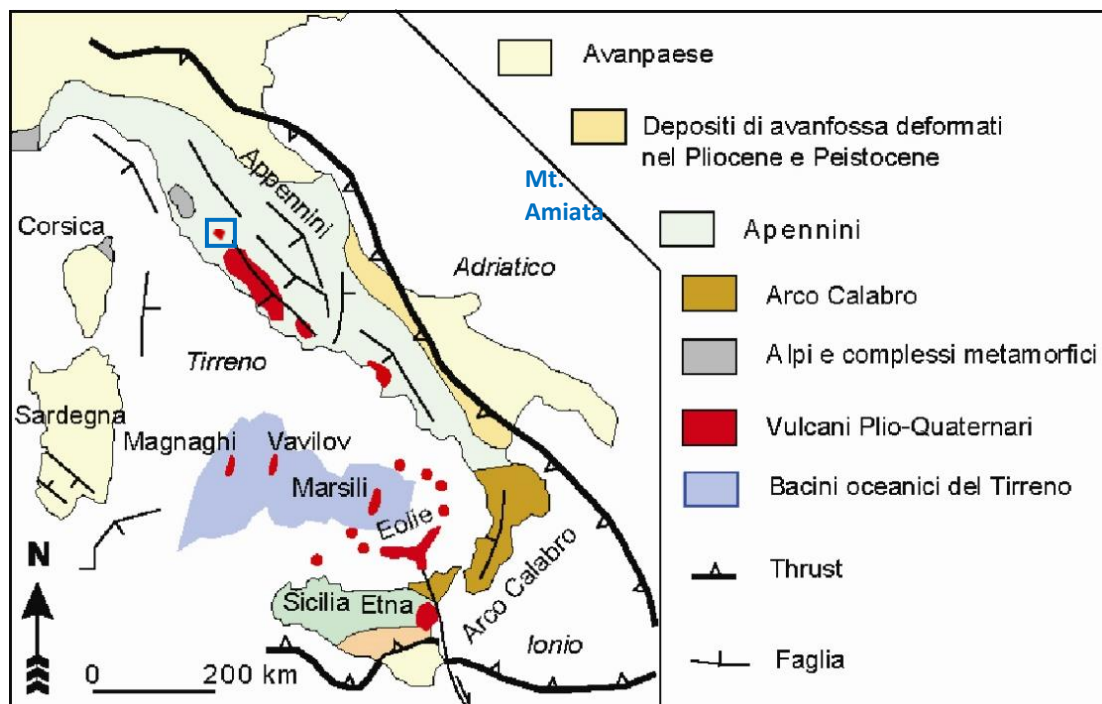 Avanpaese
Depositi di avanfossa deformati
nel Pliocene e Peistocene
Mt.
Amiata
Appennini
Corsica
Apennini
Adriatico
Arco Calabro
Tirreno
Alpi e complessi metamorfici
Sardegna
Magnaghi
Vavilov
Vulcani Plio-Quaternari
Marsili
Bacini oceanici del Tirreno
Eolie
N
Arco Calabro
Thrust
Sicilia
Etna
Ionio
Faglia
0 200 km